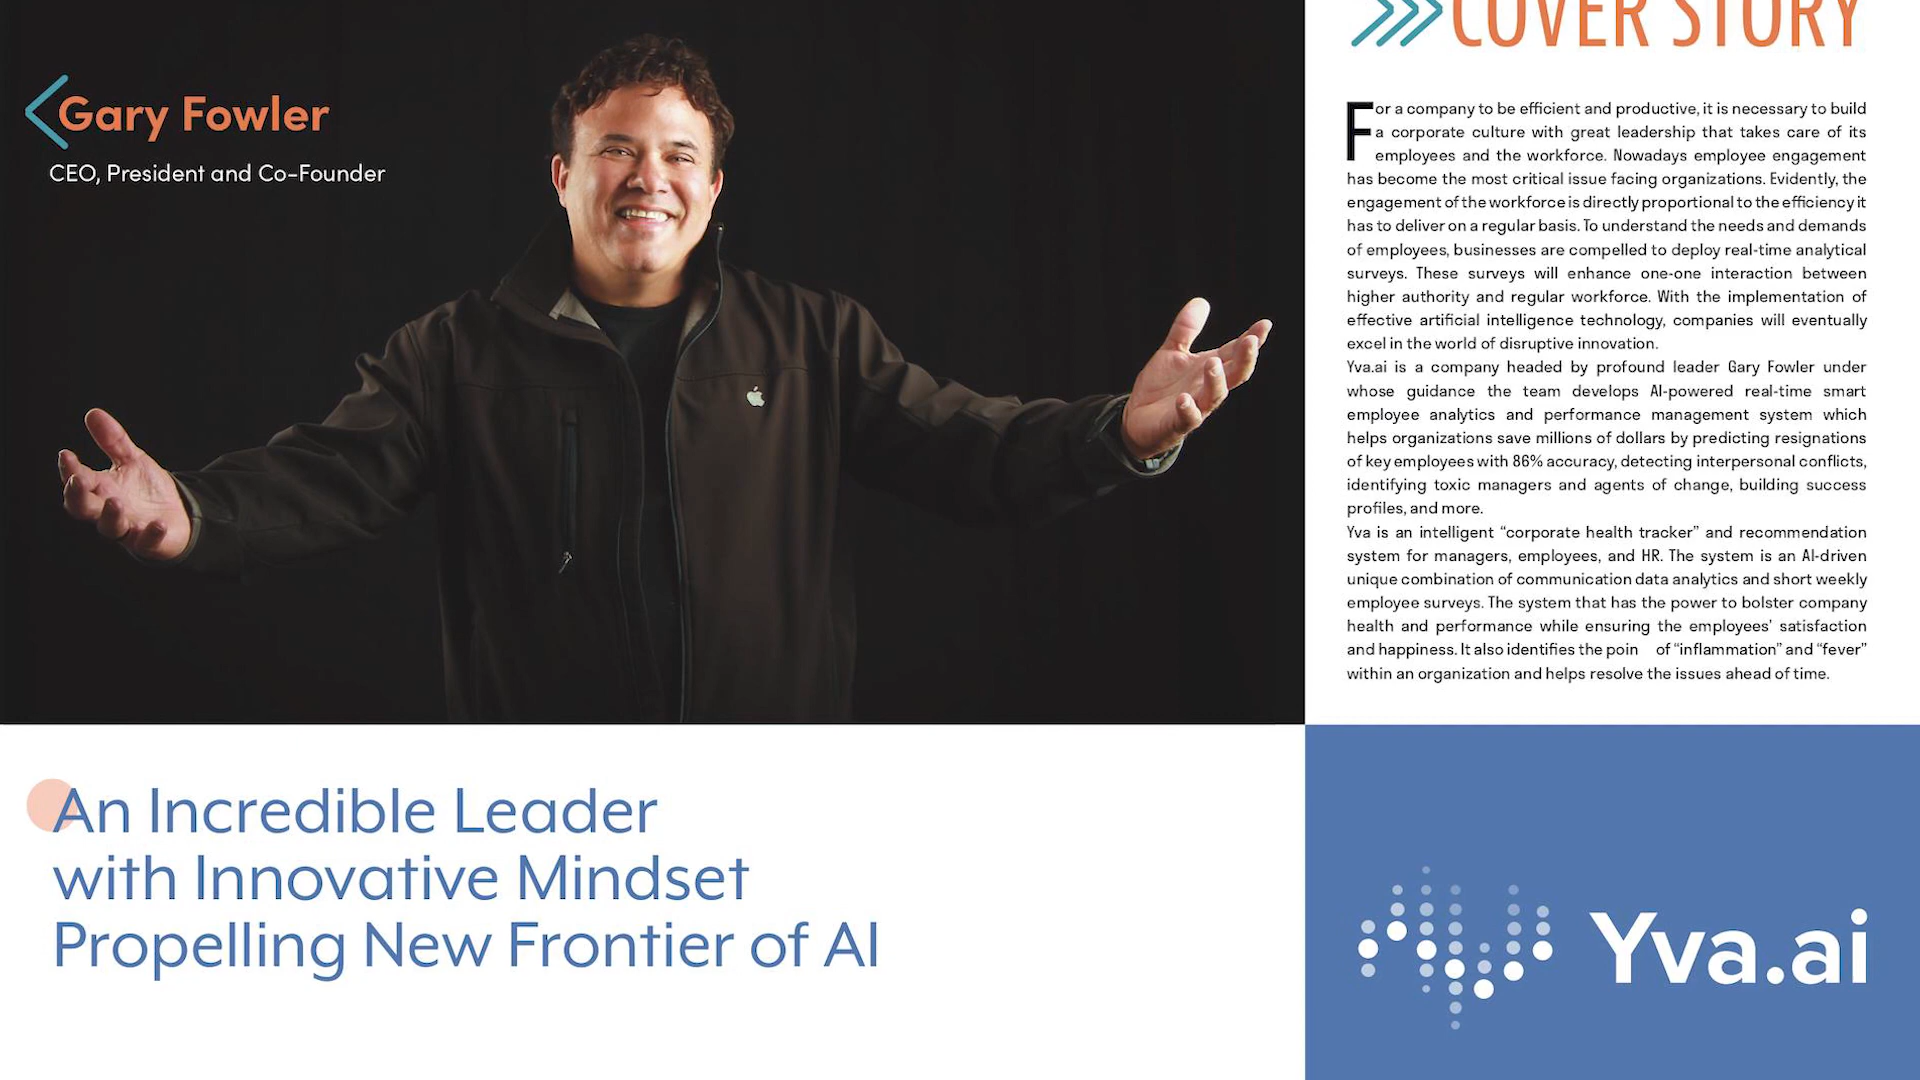 Gary Fowler
CEO, President and Co-Founder
COVER STORY
For a company to be efficient and productive, it is necessary to build
a corporate culture with great leadership that takes care of its
employees and the workforce. Nowadays employee engagement
has become the most critical issue facing organizations. Evidently, the
engagement of the workforce is directly proportional to the efficiency it
has to deliver on a regular basis. To understand the needs and demands
of employees, businesses are compelled to deploy real-time analytical
surveys. These surveys will enhance one-one interaction between
higher authority and regular workforce. With the implementation of
effective artificial intelligence technology, companies will eventually
excel in the world of disruptive innovation.
Yva.ai is a company headed by profound leader Gary Fowler under
whose guidance the team develops AI-powered real-time smart
employee analytics and performance management system which
helps organizations save millions of dollars by predicting resignations
of key employees with 86% accuracy, detecting interpersonal conflicts,
identifying toxic managers and agents of change, building success
profiles, and more.
Yva is an intelligent “corporate health tracker” and recommendation
system for managers, employees, and HR. The system is an AI-driven
unique combination of communication data analytics and short weekly
employee surveys. The system that has the power to bolster company
health and performance while ensuring the employees’ satisfaction
and happiness. It also identifies the poin of “inflammation” and “fever”
within an organization and helps resolve the issues ahead of time.
An Incredible Leader
with Innovative Mindset
Propelling New Frontier of AI
Yva.ai